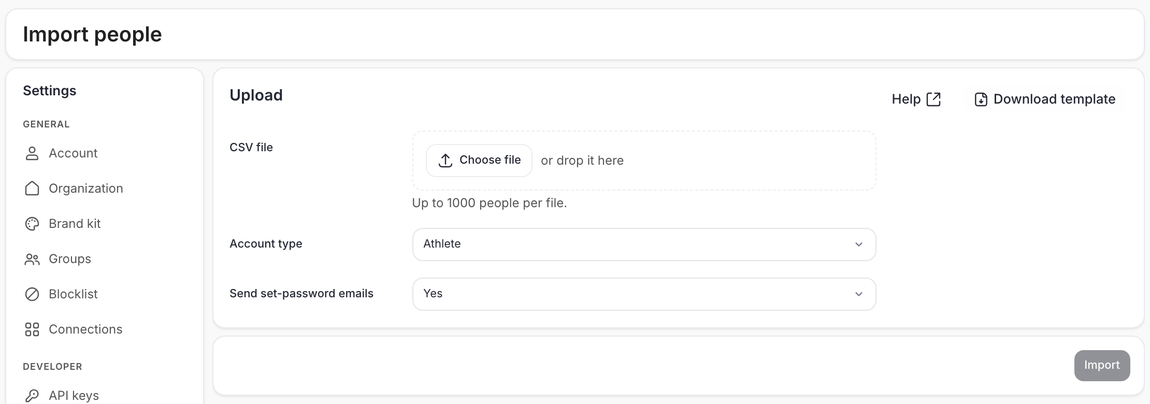 Import people
Settings
GENERAL
Account
Organization
Brand kit
Groups
Blocklist
Connections
DEVELOPER
API keys
Upload
Help
Download template
CSV file
Choose file
or drop it here
Up to 1000 people per file.
Account type
Athlete
Send set-password emails
Yes
Import